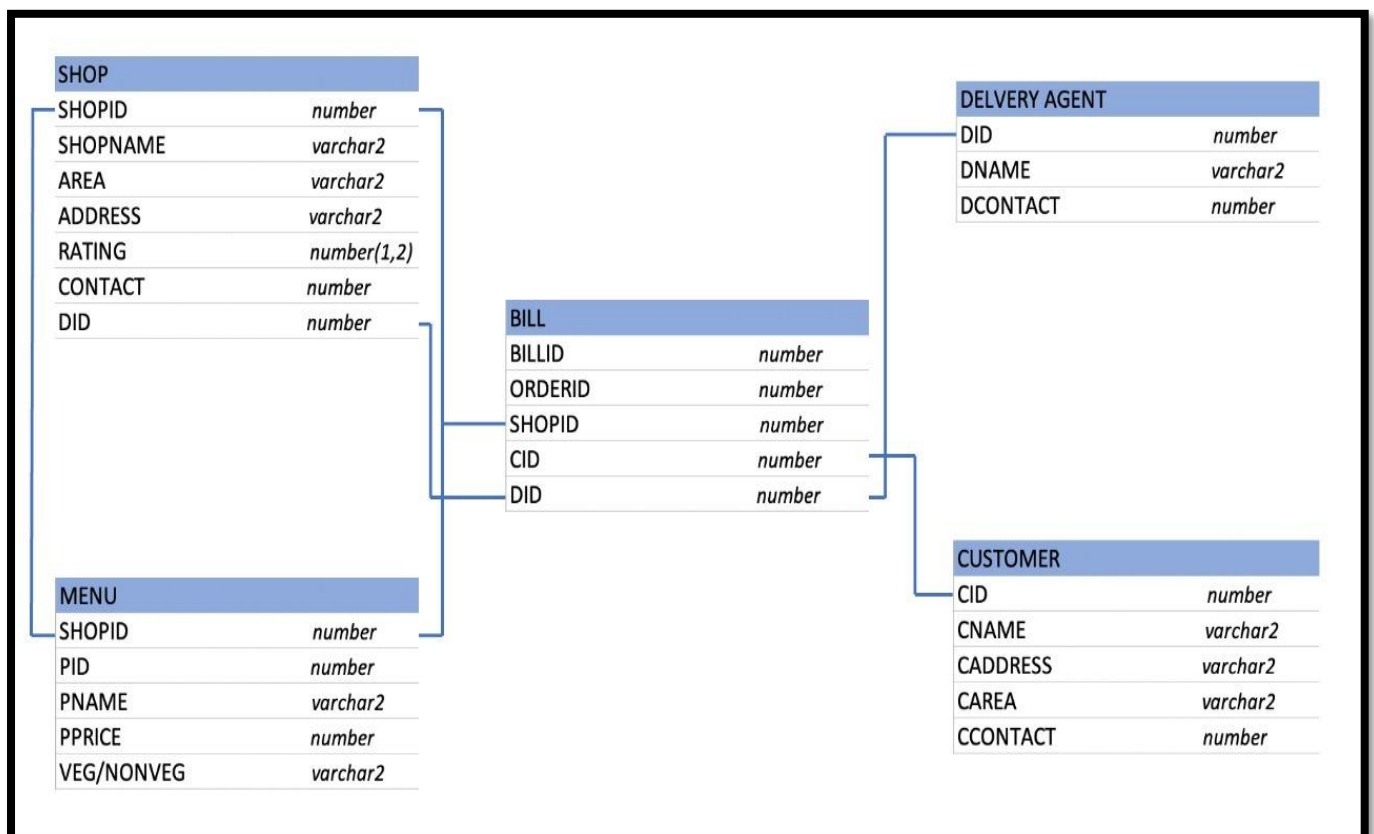 SHOP
SHOPID number
SHOPNAME varchar2
AREA varchar2
ADDRESS varchar2
RATING number(1,2)
CONTACT number
DID number
MENU
SHOPID number
PID number
PNAME varchar2
PPRICE number
VEG/NONVEG varchar2
BILL
BILLID number
ORDERID number
SHOPID number
CID number
DID number
DELVERY AGENT
DID number
DNAME varchar2
DCONTACT number
CUSTOMER
CID number
CNAME varchar2
CADDRESS varchar2
CAREA varchar2
CCONTACT number